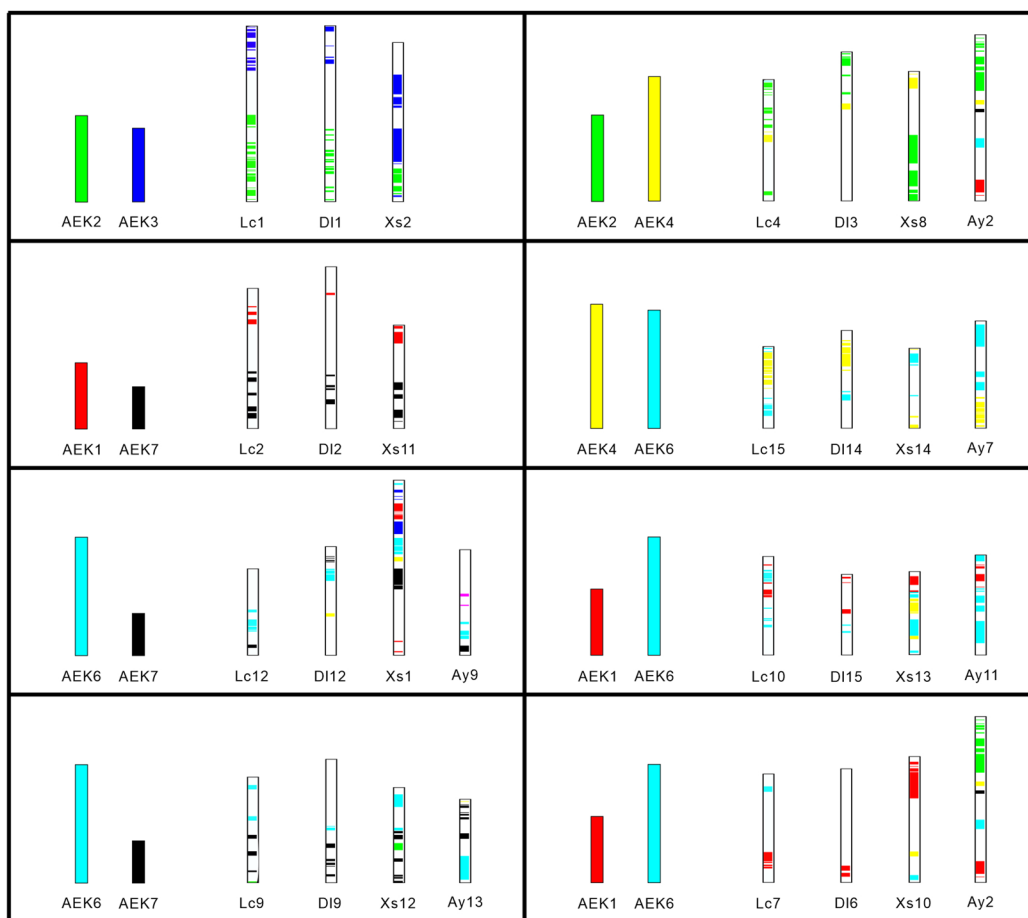 AEK2 AEK3 Lc1 Dl1 Xs2
AEK2 AEK4 Lc4 Dl3 Xs8 Ay2
AEK1 AEK7 Lc2 Dl2 Xs11
AEK4 AEK6 Lc15 Dl14 Xs14 Ay7
AEK6 AEK7 Lc12 Dl12 Xs1 Ay9
AEK1 AEK6 Lc10 Dl15 Xs13 Ay11
AEK6 AEK7 Lc9 Dl9 Xs12 Ay13
AEK1 AEK6 Lc7 Dl6 Xs10 Ay2